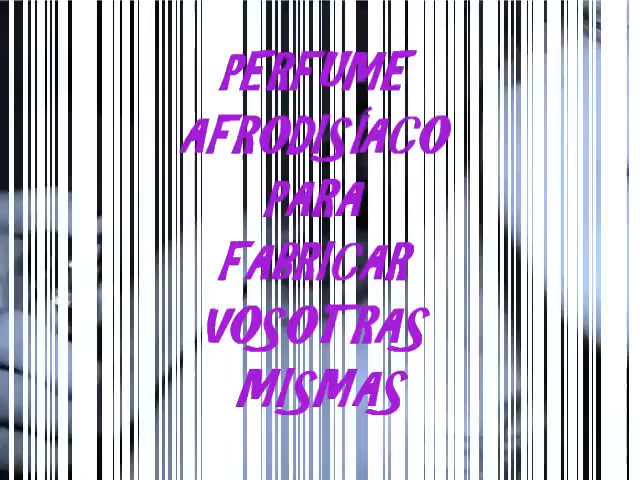 PERFUME
AFRODISÍACO
PARA
FABRICAR
VOSOTRAS
MISMAS